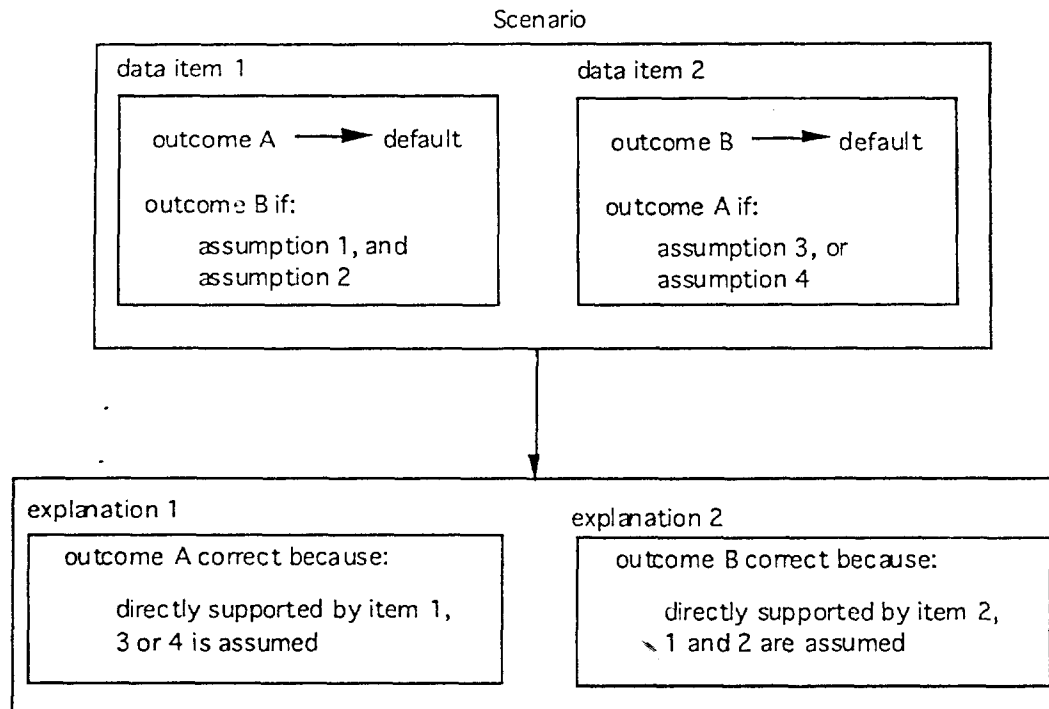 Scenario
data item 1
outcome A default
outcome B if:
assumption 1, and
assumption 2
data item 2
outcome B default
outcome A if:
assumption 3, or
assumption 4
explanation 1
outcome A correct because:
directly supported by item 1,
3 or 4 is assumed
explanation 2
outcome B correct because:
directly supported by item 2,
1 and 2 are assumed